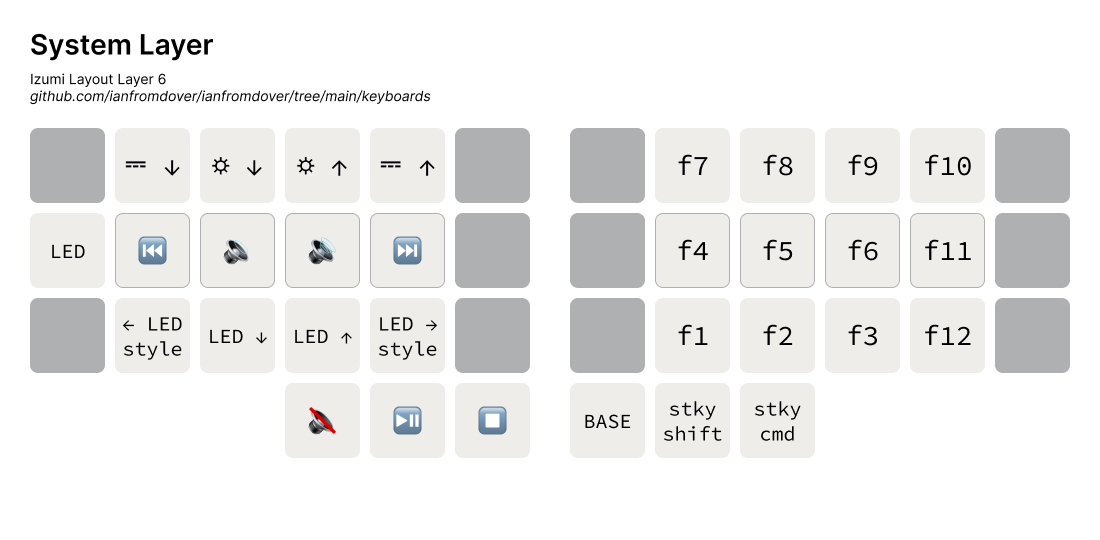 System Layer
Izumi Layout Layer 6
github.com/ianfromdover/ianfromdover/tree/main/keyboards
⎓ ↓ ☼ ↓ ☼ ↑ ⎓ ↑ f7 f8 f9 f10
LED ⏮ 🔈 🔊 ⏭ f4 f5 f6 f11
← LED
style
LED ↓
LED ↑
LED →
style
f1 f2 f3 f12
🔇 ⏯ ⏹ BASE
stky
shift
stky
cmd